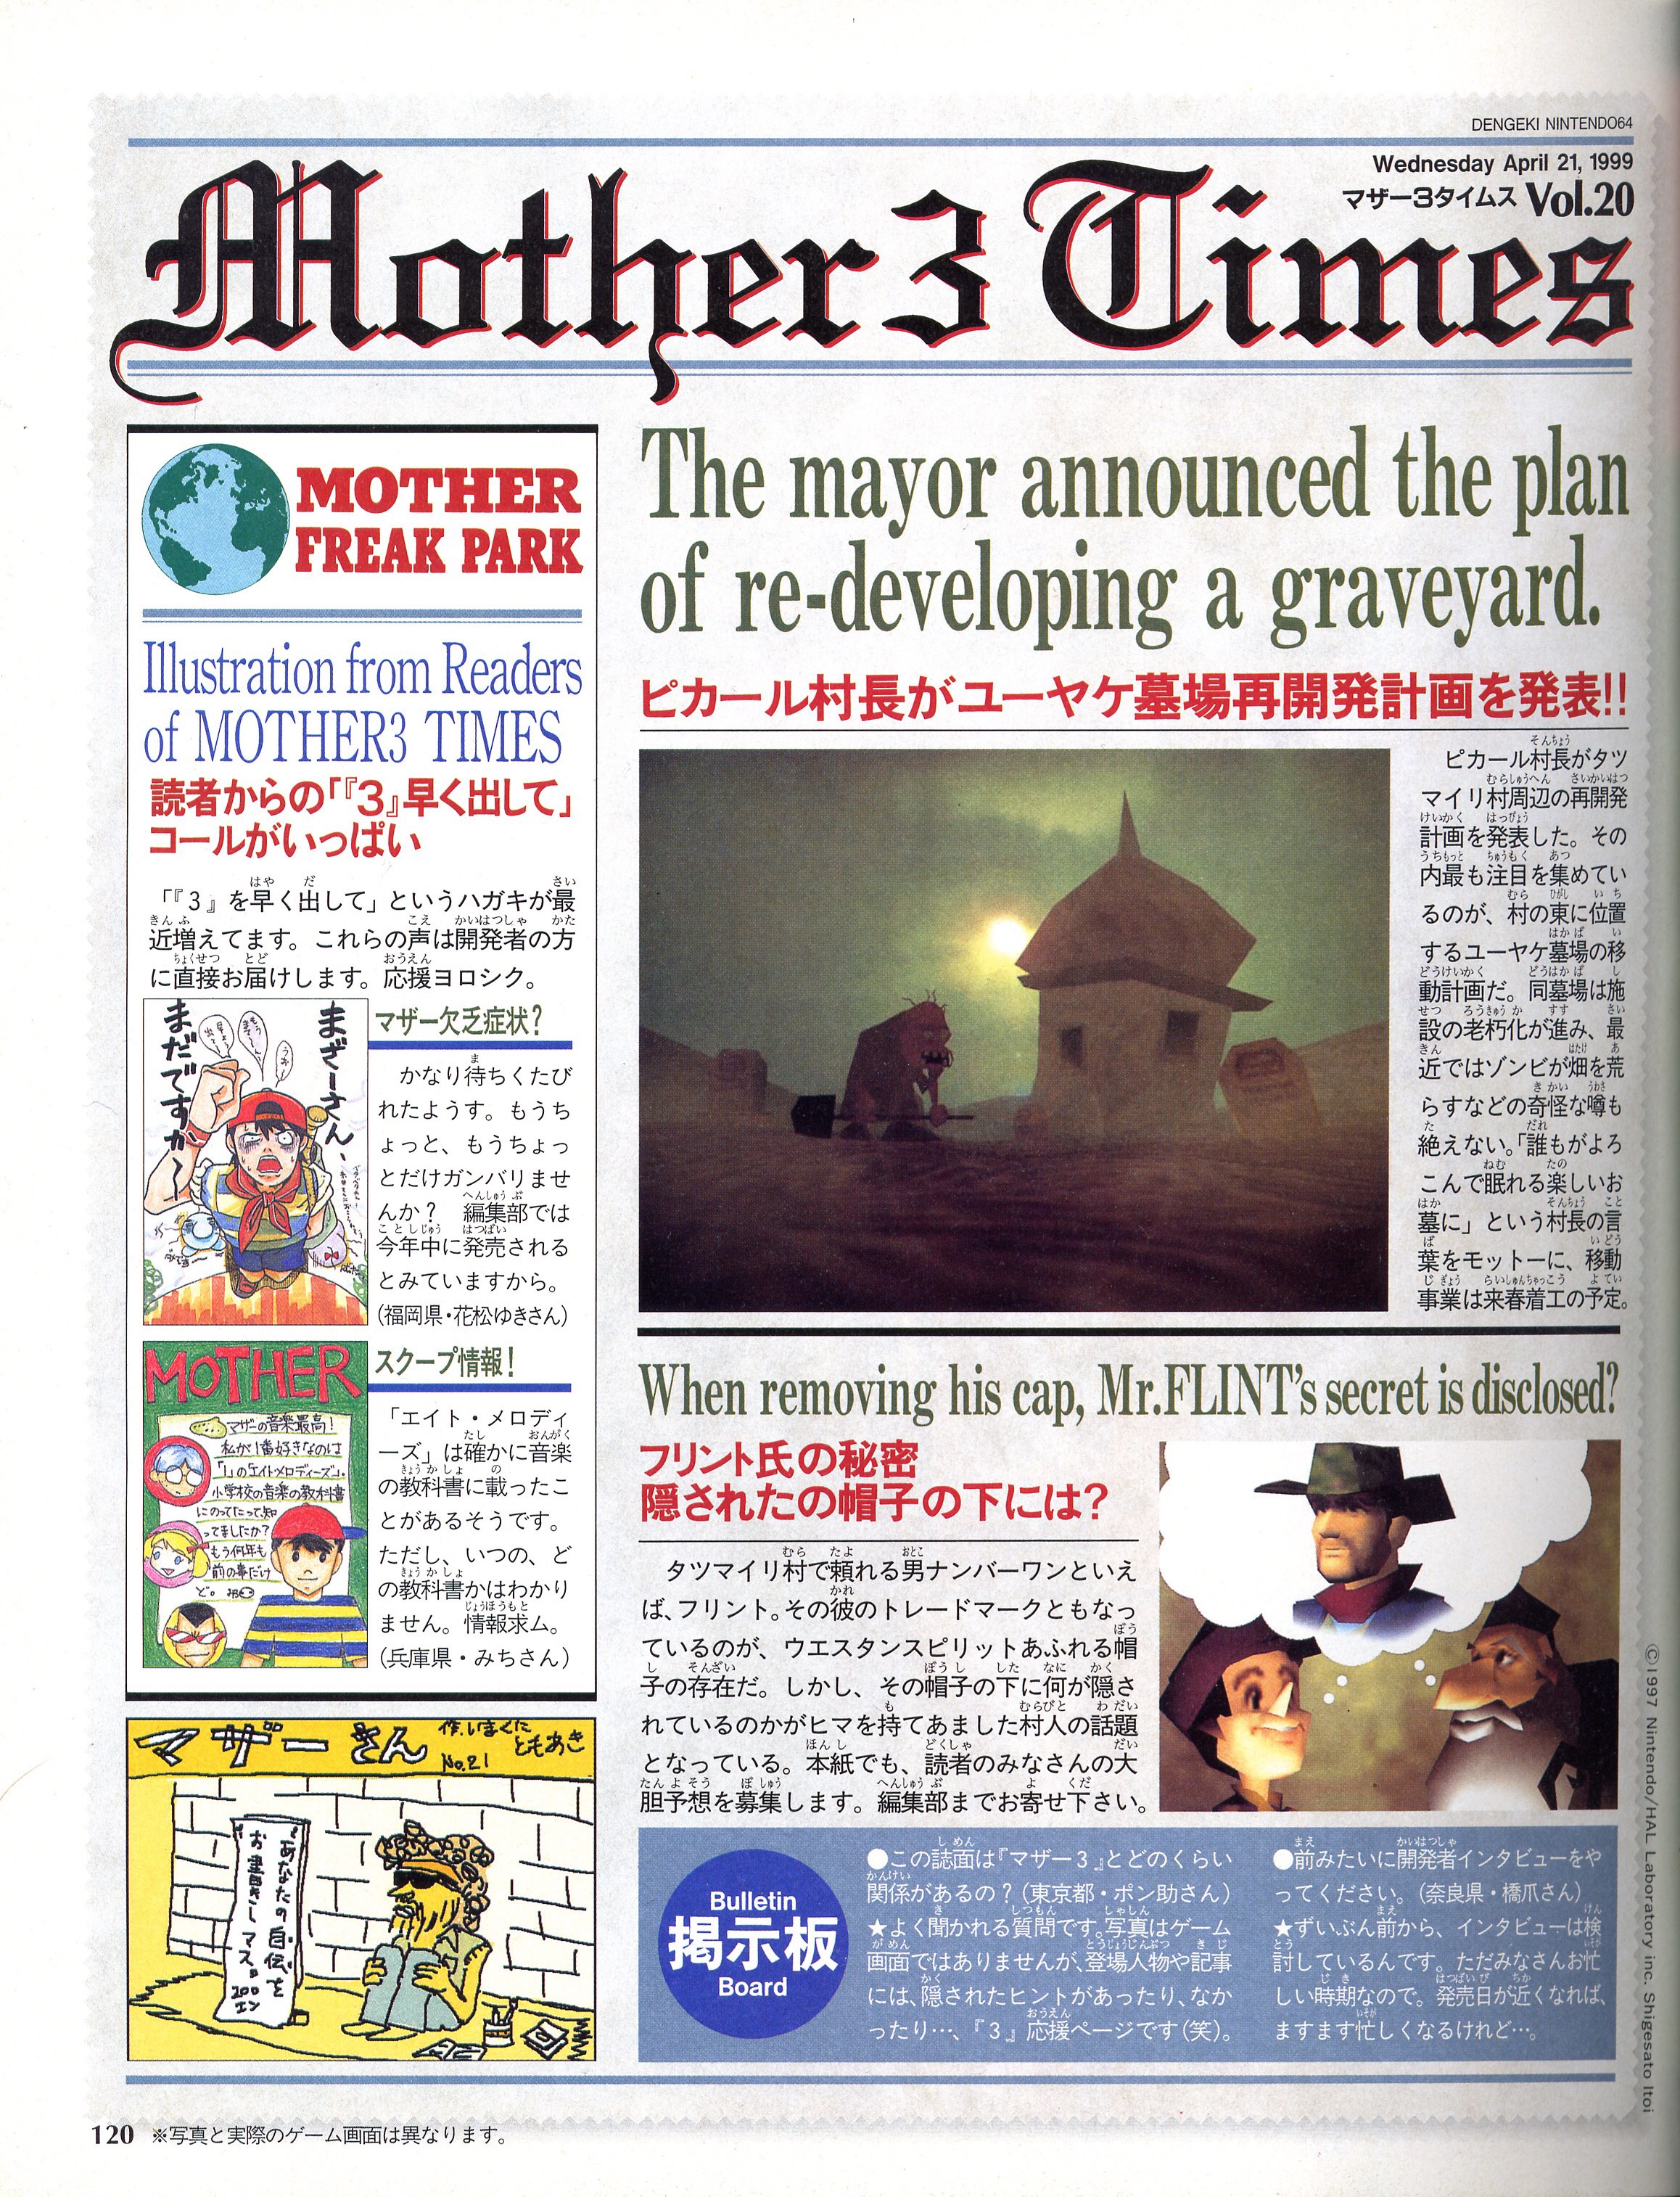 DENGEKI NINTENDO64
Wednesday April 21, 1999
マザー3タイムス Vol.20
Mother 3 Times
MOTHER
FREAK PARK
Illustration from Readers
of MOTHER3 TIMES
読者からの「『3』早く出して」
コールがいっぱい
「『3』を早く出して」というハガキが最
近増えてます。これらの声は開発者の方
に直接お届けします。応援ヨロシク。
まざーさん、
まだですか〜
マザー欠乏症状?
かなり待ちくたび
れたようす。もうち
ょっと、もうちょっ
とだけガンバリませ
んか? 編集部では
今年中に発売される
とみていますから。
(福岡県・花松ゆきさん)
MOTHER
マザーの音楽最高!
私が1番好きなのは
「1」の「エイトメロディーズ」。
小学校の音楽の教科書
にのってたって知
ってましたか?
もう何年も
前の事だけ
ど。
スクープ情報!
「エイト・メロディ
ーズ」は確かに音楽
の教科書に載ったこ
とがあるそうです。
ただし、いつの、ど
の教科書かはわかり
ません。情報求ム。
(兵庫県・みちさん)
マザーさん
作.いまくに
ともあき
No.21
あなたの自伝を
お書きしマス。
200エン
The mayor announced the plan
of re-developing a graveyard.
ピカール村長がユーヤケ墓場再開発計画を発表!!
ピカール村長がタツ
マイリ村周辺の再開発
計画を発表した。その
内最も注目を集めてい
るのが、村の東に位置
するユーヤケ墓場の移
動計画だ。同墓場は施
設の老朽化が進み、最
近ではゾンビが畑を荒
らすなどの奇怪な噂も
絶えない。「誰もがよろ
こんで眠れる楽しいお
墓に」という村長の言
葉をモットーに、移動
事業は来春着工の予定。
When removing his cap, Mr.FLINT's secret is disclosed?
フリント氏の秘密
隠されたの帽子の下には?
タツマイリ村で頼れる男ナンバーワンといえ
ば、フリント。その彼のトレードマークともなっ
ているのが、ウエスタンスピリットあふれる帽
子の存在だ。しかし、その帽子の下に何が隠さ
れているのかがヒマを持てあました村人の話題
となっている。本紙でも、読者のみなさんの大
胆予想を募集します。編集部までお寄せ下さい。
Bulletin
掲示板
Board
●この誌面は『マザー3』とどのくらい
関係があるの?(東京都・ポン助さん)
★よく聞かれる質問です。写真はゲーム
画面ではありませんが、登場人物や記事
には、隠されたヒントがあったり、なか
ったり…、『3』応援ページです(笑)。
●前みたいに開発者インタビューをや
ってください。(奈良県・橋爪さん)
★ずいぶん前から、インタビューは検
討しているんです。ただみなさんお忙
しい時期なので。発売日が近くなれば、
ますます忙しくなるけれど…。
©1997 Nintendo/HAL Laboratory inc. Shigesato Itoi
120 ※写真と実際のゲーム画面は異なります。